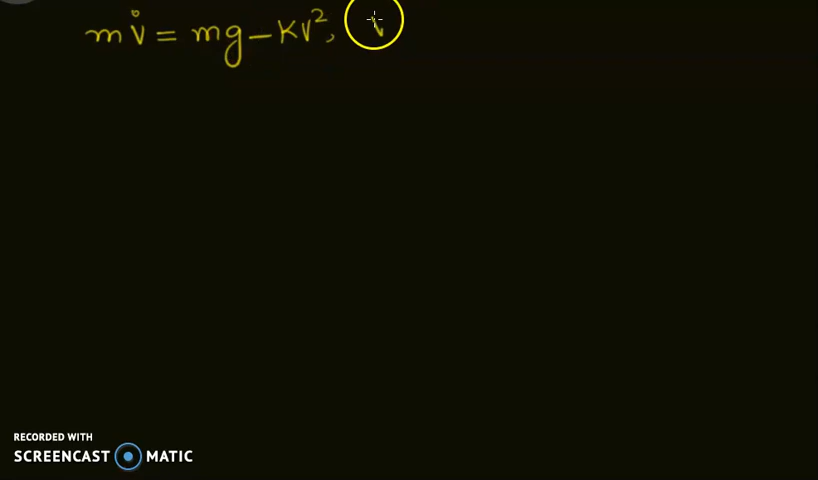 mv̊ = mg - kv², v
RECORDED WITH
SCREENCAST MATIC